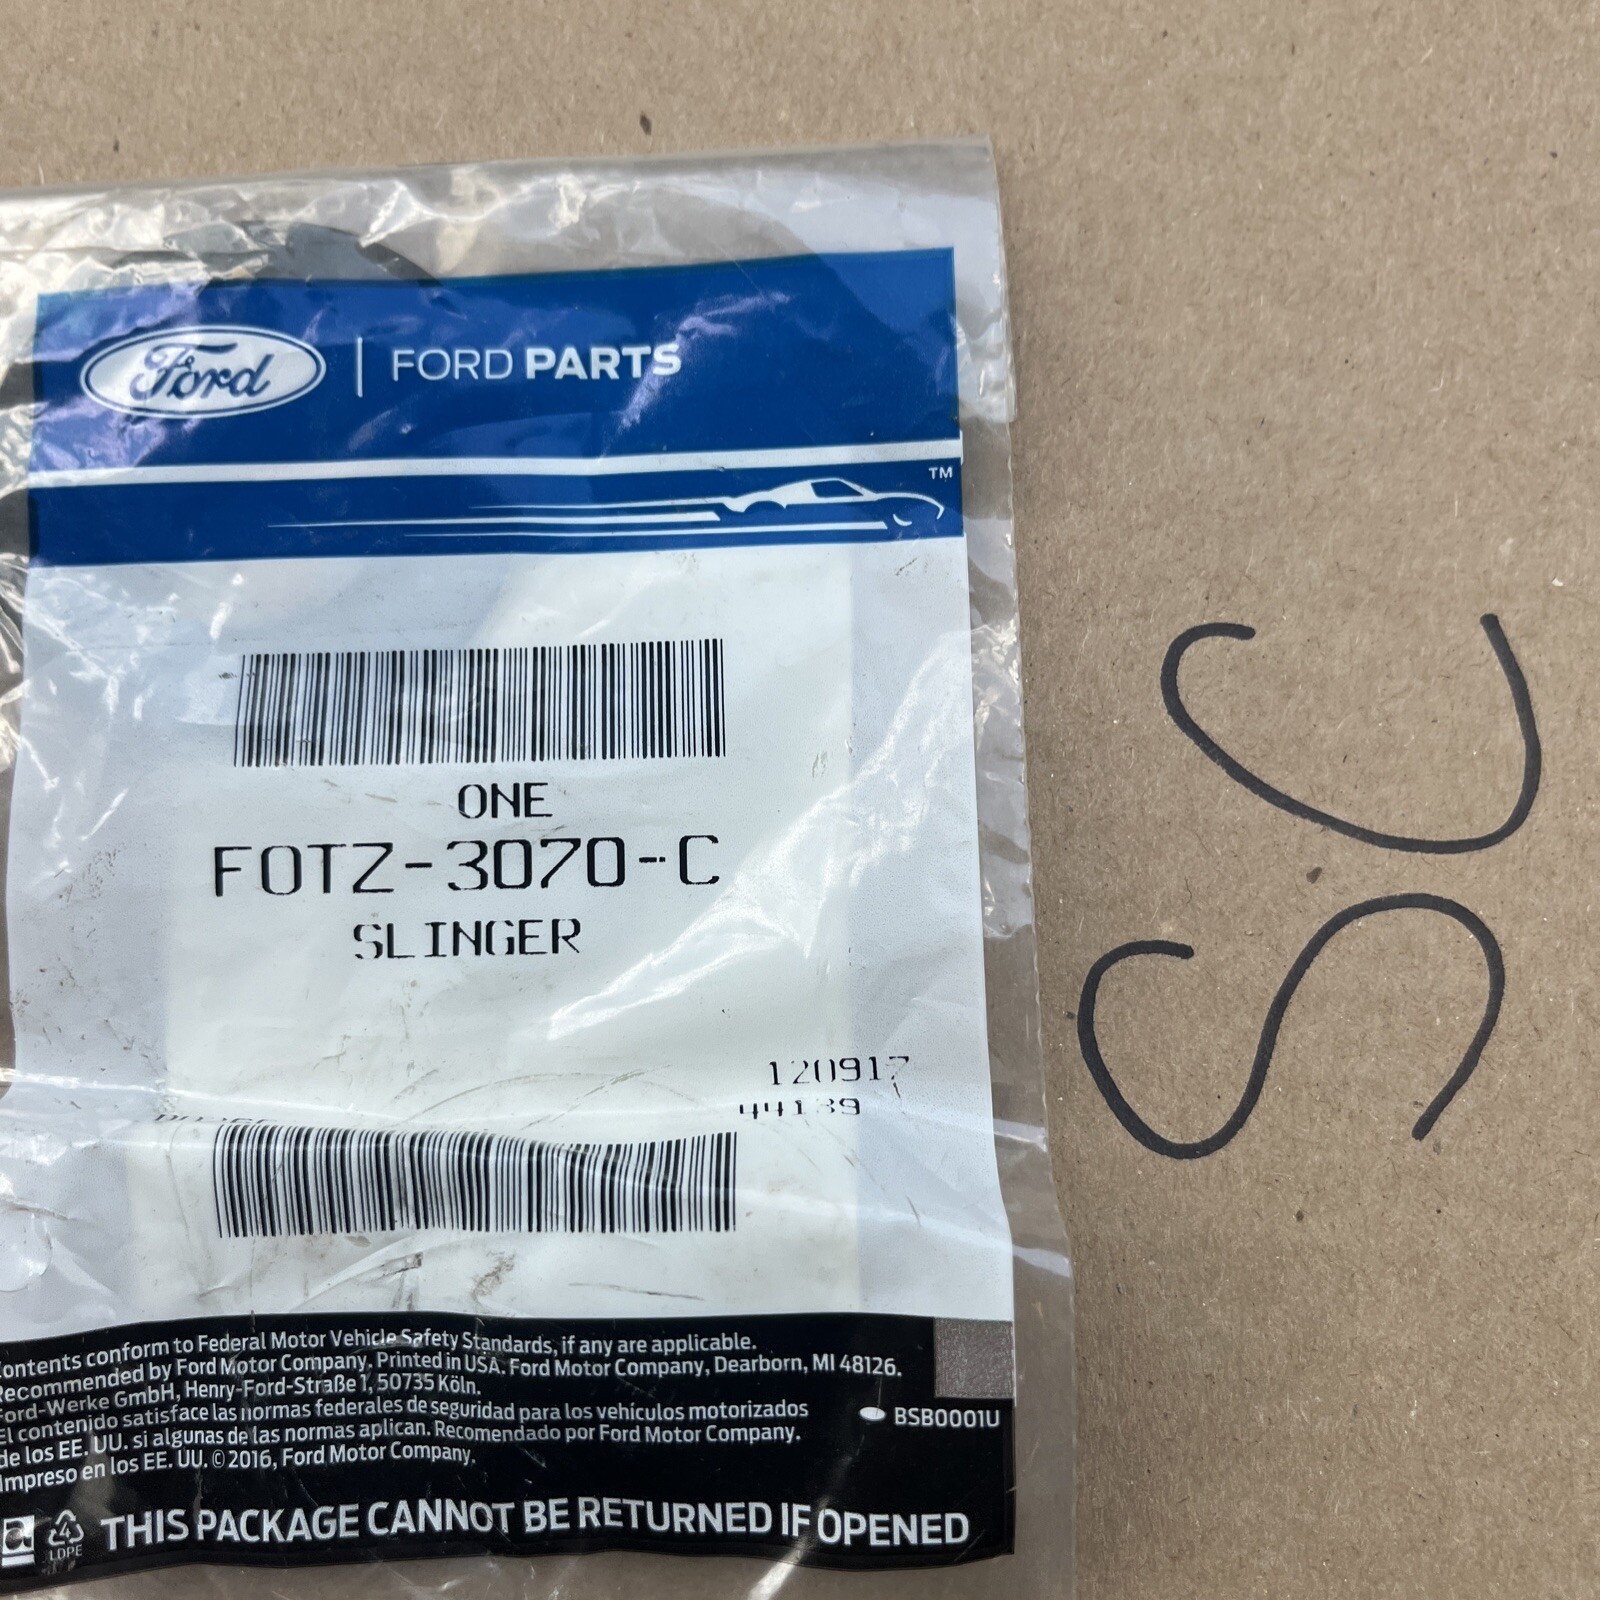 Ford | FORD PARTS
TM
ONE
F0TZ-3070-C
SLINGER
120917
44139
Contents conform to Federal Motor Vehicle Safety Standards, if any are applicable.
Recommended by Ford Motor Company. Printed in USA. Ford Motor Company, Dearborn, MI 48126.
Ford-Werke GmbH, Henry-Ford-Straße 1, 50735 Köln.
El contenido satisface las normas federales de seguridad para los vehículos motorizados
de los EE. UU. si algunas de las normas aplican. Recomendado por Ford Motor Company.
Impreso en los EE. UU. © 2016, Ford Motor Company.
BSB0001U
4
LDPE
THIS PACKAGE CANNOT BE RETURNED IF OPENED
SC